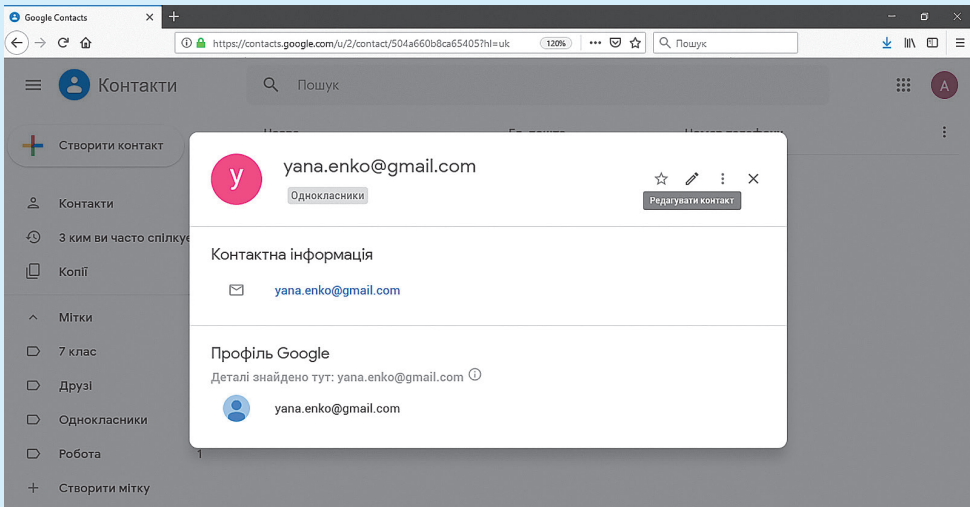 Google Contacts
https://contacts.google.com/u/2/contact/504a660b8ca65405?hl=uk
120%
Пошук
Контакти
Пошук
A
Створити контакт
Номер телефону
y
yana.enko@gmail.com
Однокласники
Редагувати контакт
Контакти
З ким ви часто спілкує
Контактна інформація
Копії
yana.enko@gmail.com
Мітки
7 клас
Профіль Google
Деталі знайдено тут: yana.enko@gmail.com
Друзі
yana.enko@gmail.com
Однокласники
Робота
1
Створити мітку